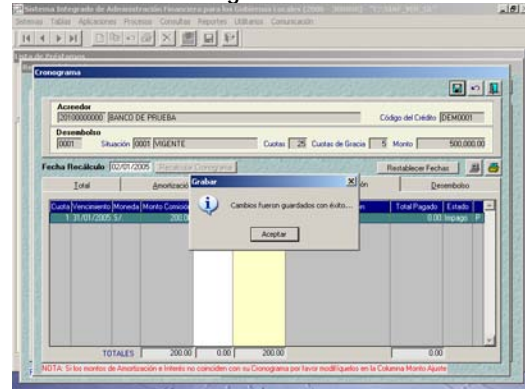 Sistema Integrado de Administración Financiera para los Gobiernos Locales
Sistemas Tablas Aplicaciones Procesos Consultas Reportes Utilitarios Comunicación
Cronograma
Acreedor
20100000000 BANCO DE PRUEBA Código del Crédito DEM0001
Desembolso
0001 Situación 0001 VIGENTE Cuotas 25 Cuotas de Gracia 5 Monto 500,000.00
Fecha Recálculo 02/01/2005 Recalcular Cronograma Restablecer Fechas
Total Desembolso
Grabar
Cambios fueron guardados con éxito...
Aceptar
Cuota Vencimiento Moneda Monto Comisión Total Pagado Estado
1 31/01/2005 S/. 200.00 0.00 Impago P
TOTALES 200.00 0.00 200.00 0.00
NOTA: Si los montos de Amortización e Interés no coinciden con su Cronograma por favor modifíquelos en la Columna Monto Ajuste